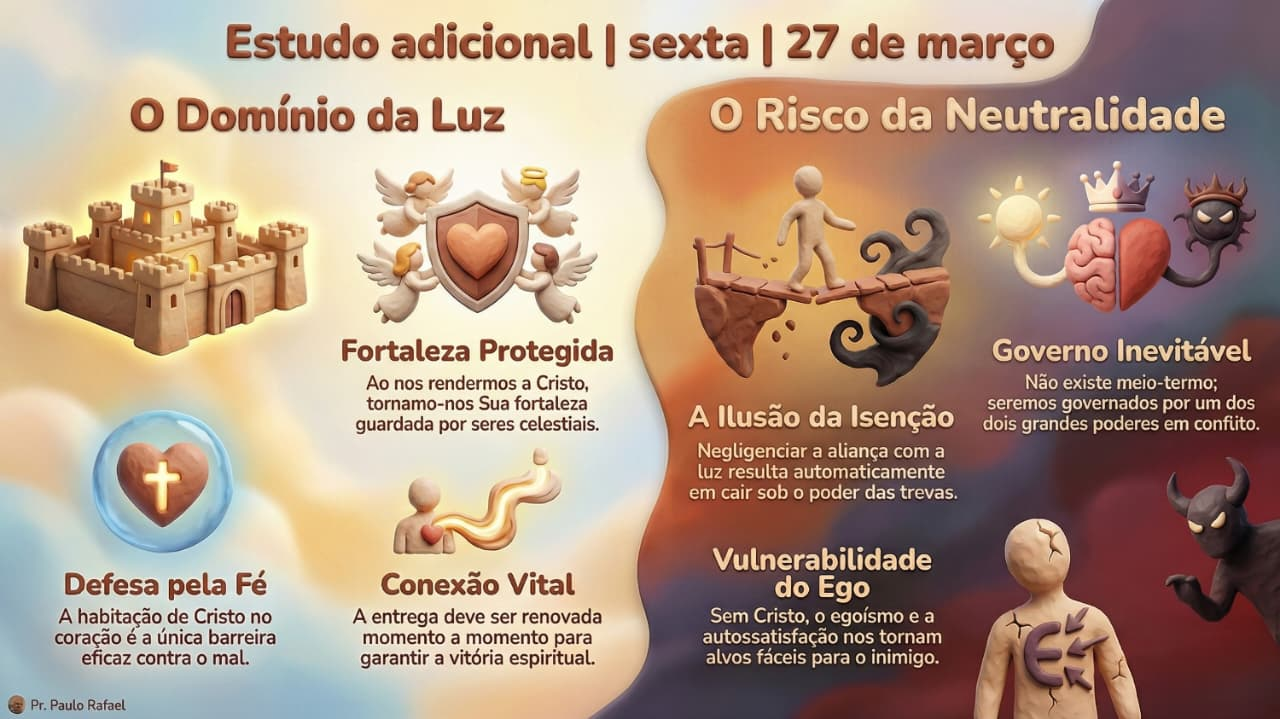 Estudo adicional | sexta | 27 de março
O Domínio da Luz
Fortaleza Protegida
Ao nos rendermos a Cristo,
tornamo-nos Sua fortaleza
guardada por seres celestiais.
Defesa pela Fé
A habitação de Cristo no
coração é a única barreira
eficaz contra o mal.
Conexão Vital
A entrega deve ser renovada
momento a momento para
garantir a vitória espiritual.
O Risco da Neutralidade
A Ilusão da Isenção
Negligenciar a aliança com a
luz resulta automaticamente
em cair sob o poder das trevas.
Governo Inevitável
Não existe meio-termo;
seremos governados por um dos
dois grandes poderes em conflito.
Vulnerabilidade
do Ego
Sem Cristo, o egoísmo e a
autossatisfação nos tornam
alvos fáceis para o inimigo.
Pr. Paulo Rafael